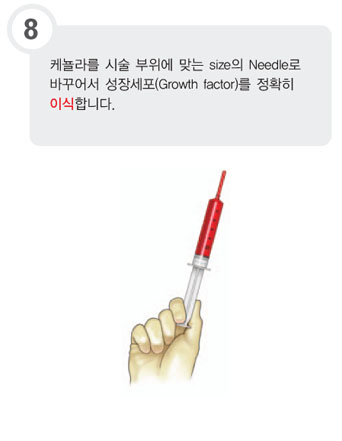 8
케뉼라를 시술 부위에 맞는 size의 Needle로
바꾸어서 성장세포(Growth factor)를 정확히
이식합니다.